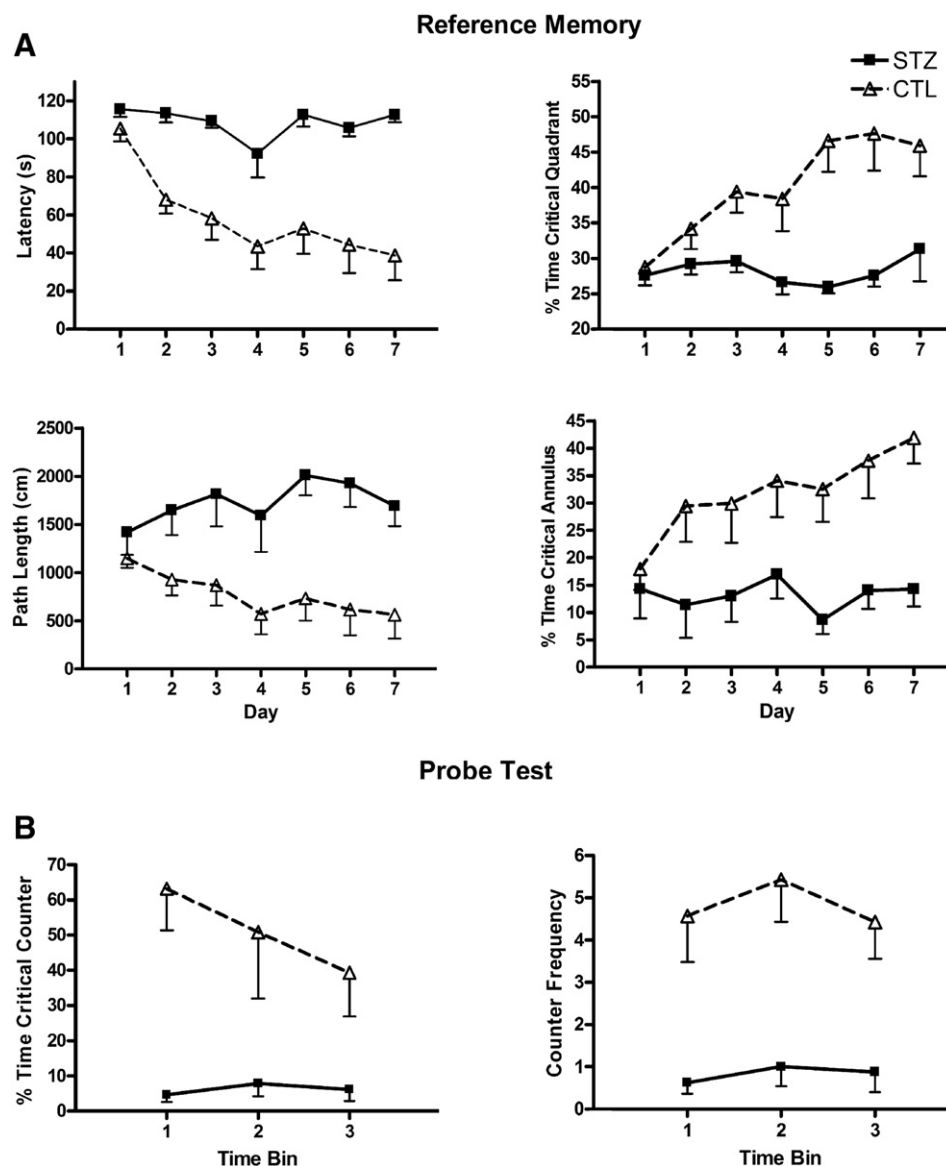 Reference Memory
A
STZ
CTL
Latency (s)
120
100
80
60
40
20
0
1 2 3 4 5 6 7
% Time Critical Quadrant
50
45
40
35
30
25
20
1 2 3 4 5 6 7
Path Length (cm)
2500
2000
1500
1000
500
0
1 2 3 4 5 6 7
Day
% TIme Critical Annulus
45
40
35
30
25
20
15
10
5
0
1 2 3 4 5 6 7
Day
Probe Test
B
% Time Critical Counter
70
60
50
40
30
20
10
0
1 2 3
Time Bin
Counter Frequency
6
5
4
3
2
1
0
1 2 3
Time Bin